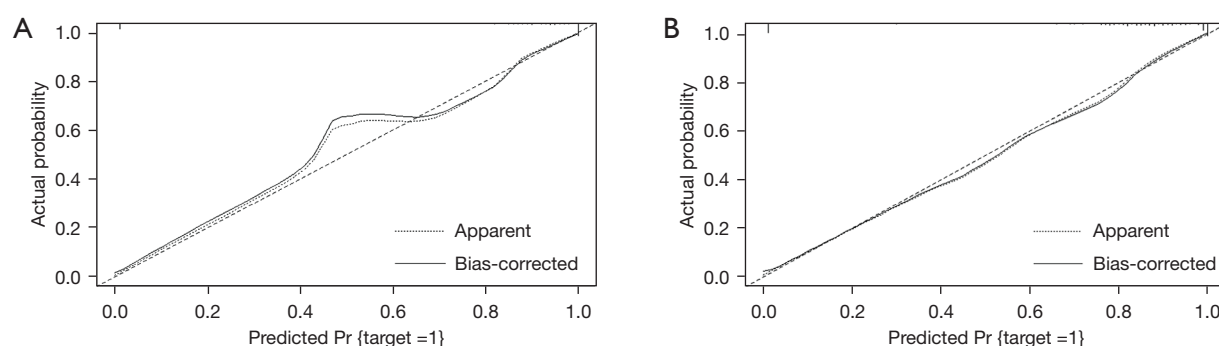 A
Actual probability
1.0
0.8
0.6
0.4
0.2
0.0
Apparent
Bias-corrected
0.0 0.2 0.4 0.6 0.8 1.0
Predicted Pr {target =1}
B
Actual probability
1.0
0.8
0.6
0.4
0.2
0.0
Apparent
Bias-corrected
0.0 0.2 0.4 0.6 0.8 1.0
Predicted Pr {target =1}